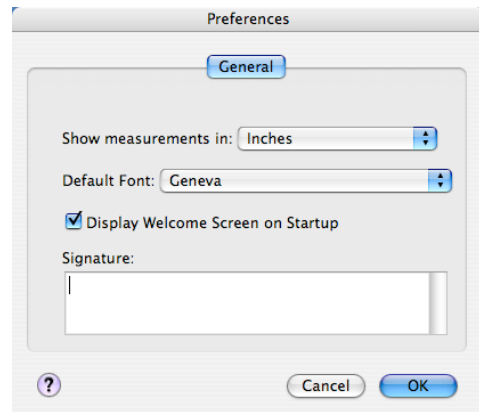 Preferences
General
Show measurements in: Inches
Default Font: Geneva
Display Welcome Screen on Startup
Signature:
? Cancel OK